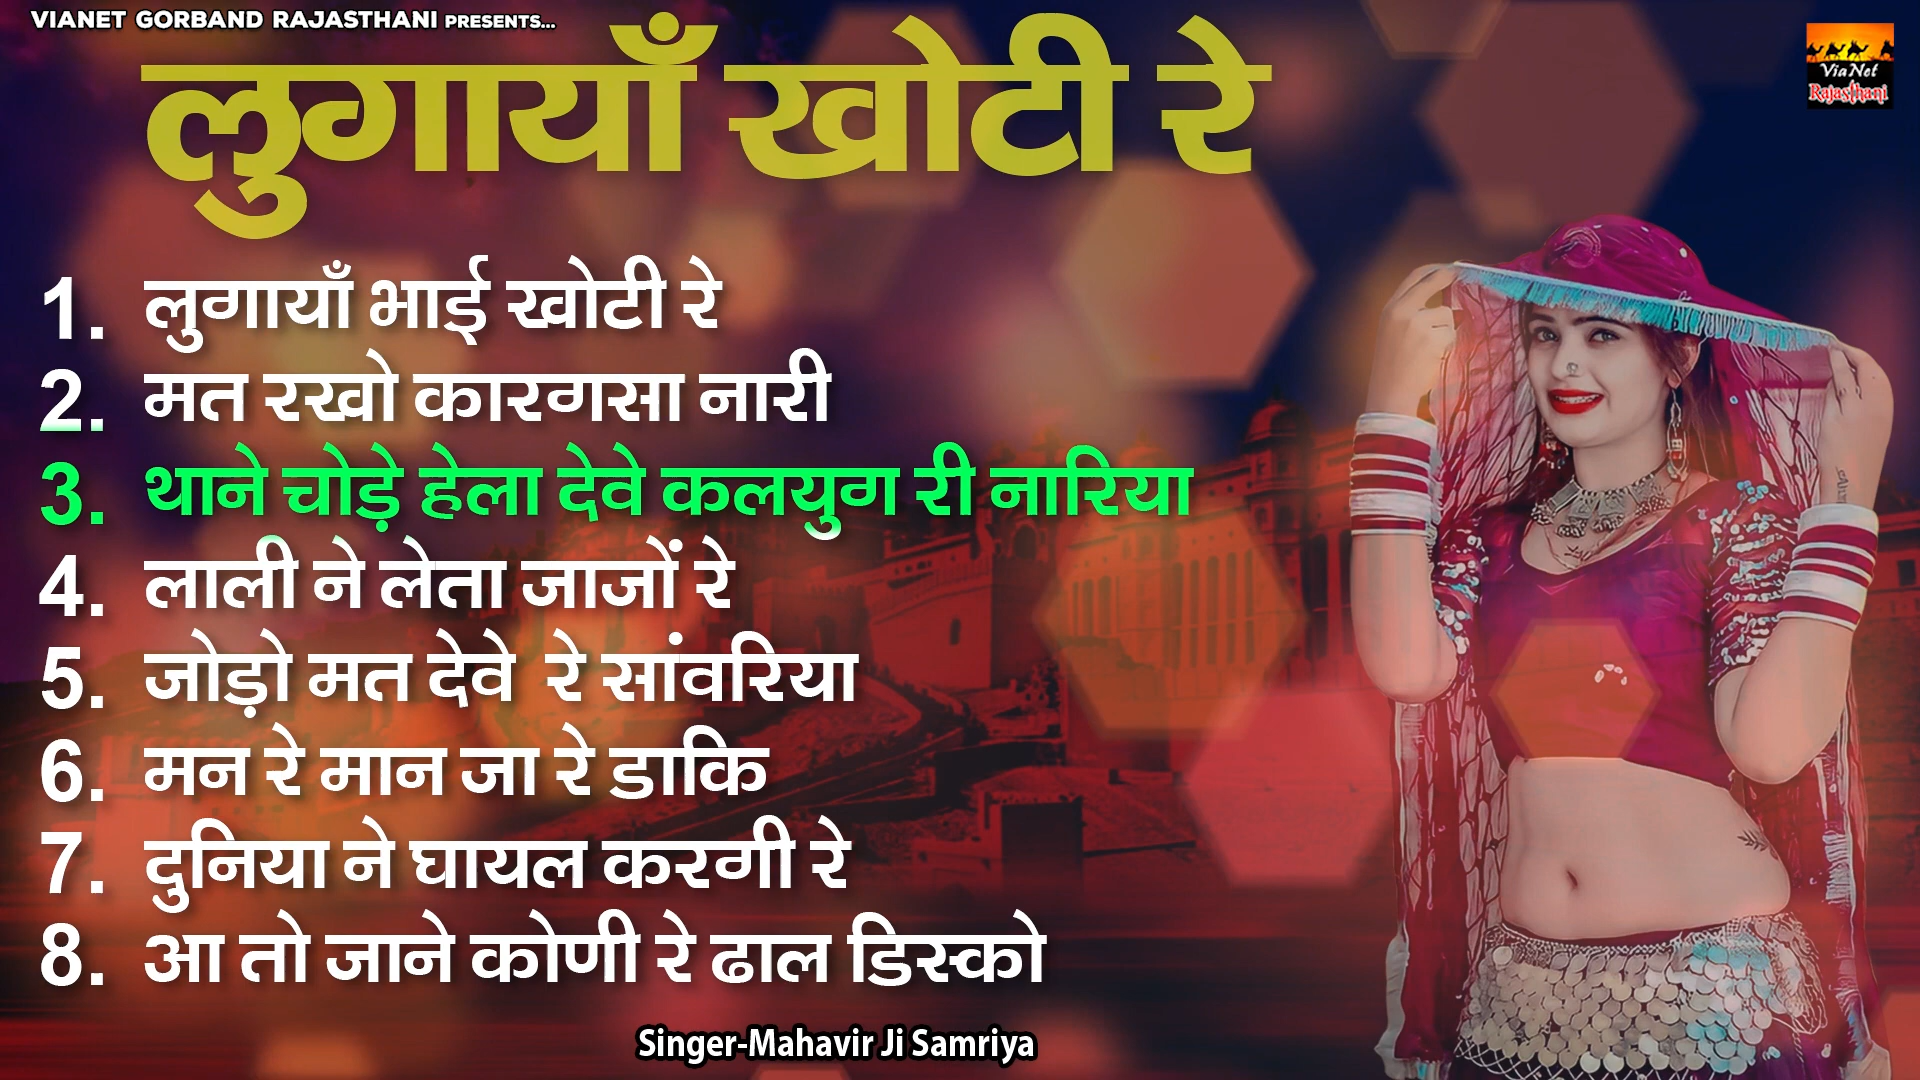 VIANET GORBAND RAJASTHANI PRESENTS...
ViaNet
Rajasthani
लुगायाँ खोटी रे
1. लुगायाँ भाई खोटी रे
2. मत रखो कारगसा नारी
3. थाने चोड़े हेला देवे कलयुग री नारिया
4. लाली ने लेता जाजों रे
5. जोड़ो मत देवे रे सांवरिया
6. मन रे मान जा रे डाकि
7. दुनिया ने घायल करगी रे
8. आ तो जाने कोणी रे ढाल डिस्को
Singer-Mahavir Ji Samriya